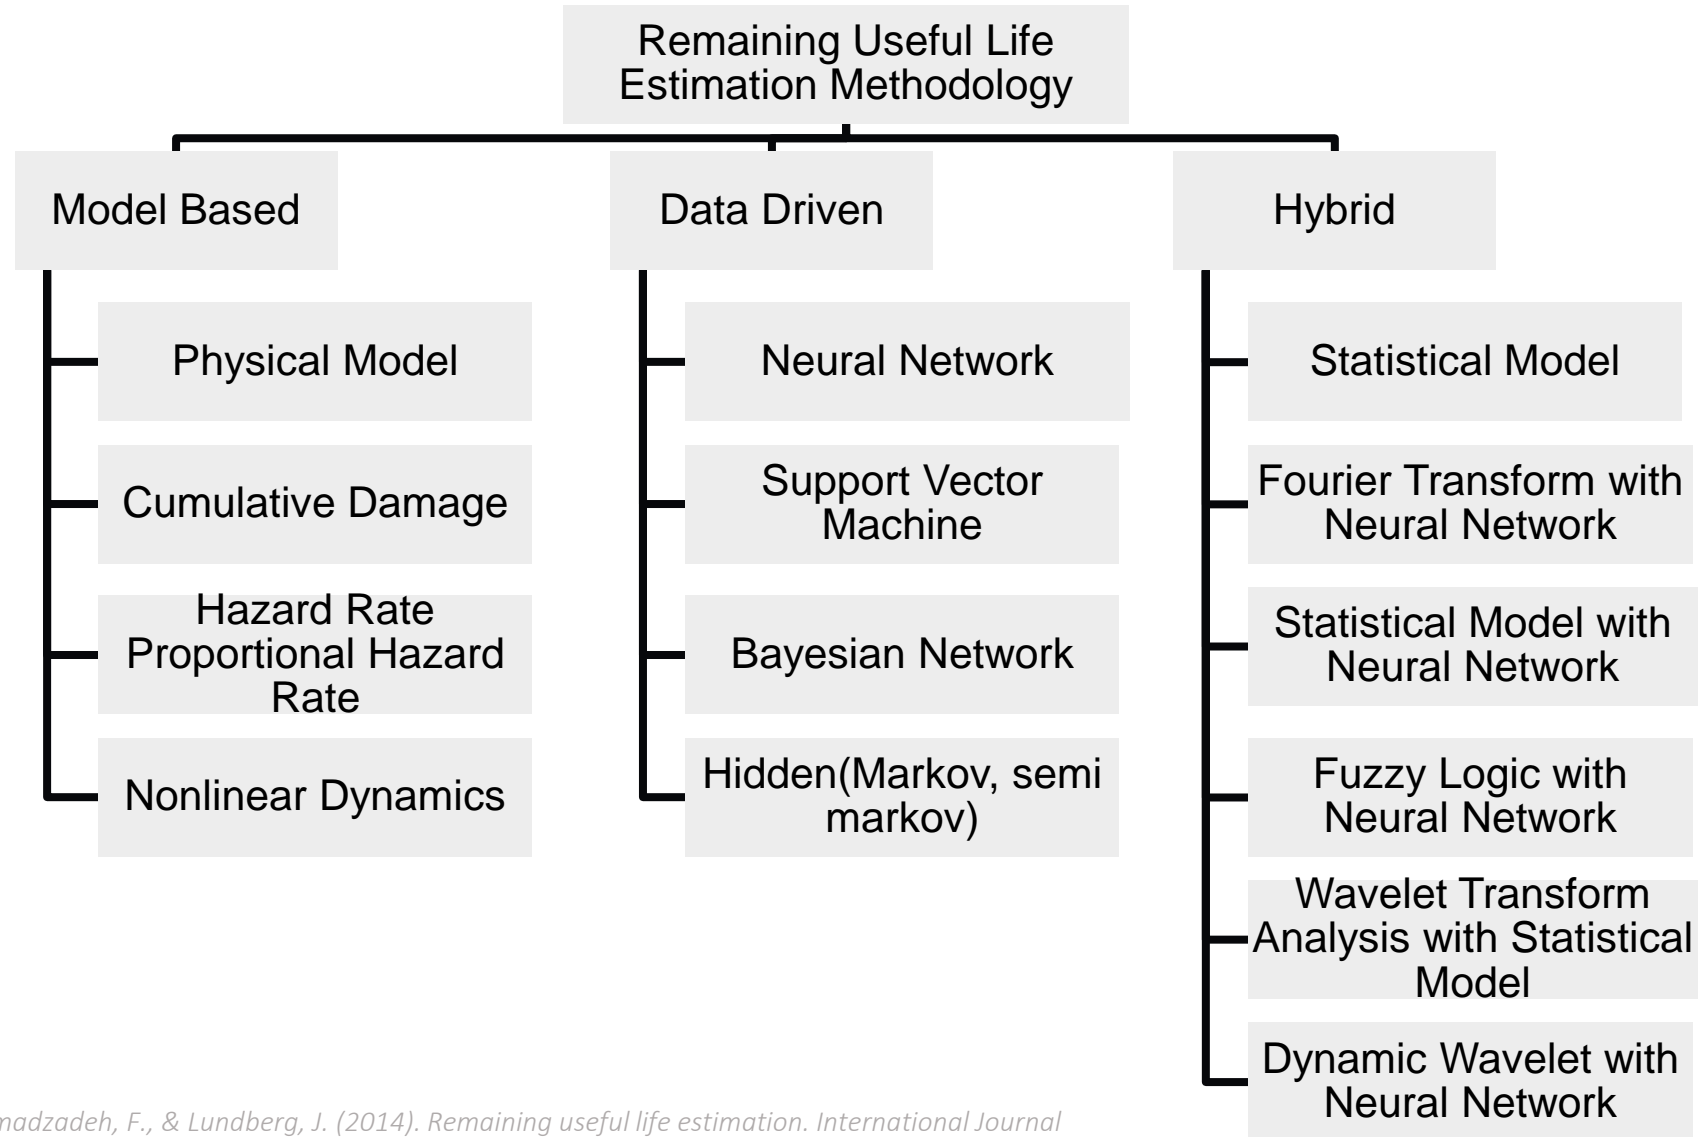 Remaining Useful Life
Estimation Methodology
Model Based
Physical Model
Cumulative Damage
Hazard Rate
Proportional Hazard
Rate
Nonlinear Dynamics
Data Driven
Neural Network
Support Vector
Machine
Bayesian Network
Hidden(Markov, semi
markov)
Hybrid
Statistical Model
Fourier Transform with
Neural Network
Statistical Model with
Neural Network
Fuzzy Logic with
Neural Network
Wavelet Transform
Analysis with Statistical
Model
Dynamic Wavelet with
Neural Network
F., & Lundberg, J. (2014). Remaining useful life estimation. International Journal